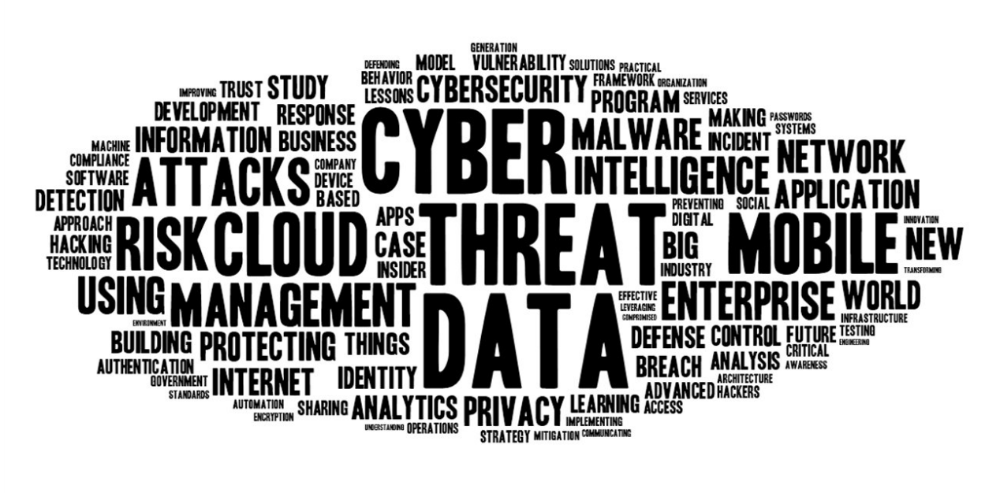 GENERATION
DEFENDING MODEL VULNERABILITY SOLUTIONS PRACTICAL
IMPROVING TRUST STUDY BEHAVIOR CYBERSECURITY FRAMEWORK ORGANIZATION
LESSONS PROGRAM SERVICES
DEVELOPMENT RESPONSE CYBER MALWARE MAKING PASSWORDS
SYSTEMS
MACHINE INFORMATION BUSINESS INCIDENT NETWORK
COMPLIANCE ATTACKS COMPANY INTELLIGENCE
SOFTWARE DEVICE
DETECTION BASED PREVENTING SOCIAL APPLICATION
APPROACH RISK CLOUD APPS THREAT DIGITAL MOBILE INNOVATION
HACKING CASE BIG NEW
TECHNOLOGY INSIDER INDUSTRY TRANSFORMING
USING MANAGEMENT DATA EFFECTIVE ENTERPRISE WORLD
LEVERAGING
ENVIRONMENT COMPROMISED INFRASTRUCTURE
BUILDING PROTECTING THINGS DEFENSE CONTROL FUTURE TESTING
ENGINEERING
CRITICAL
AUTHENTICATION BREACH ANALYSIS AWARENESS
GOVERNMENT INTERNET IDENTITY ARCHITECTURE
STANDARDS ADVANCED HACKERS
AUTOMATION SHARING ANALYTICS PRIVACY LEARNING ACCESS
ENCRYPTION IMPLEMENTING
UNDERSTANDING OPERATIONS
STRATEGY MITIGATION COMMUNICATING